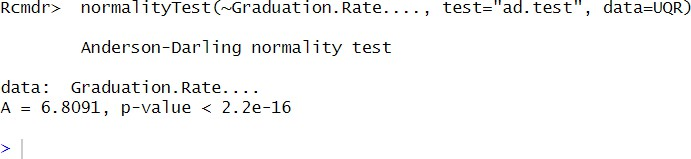 Rcmdr>  normalityTest(~Graduation.Rate...., test="ad.test", data=UQR)
Anderson-Darling normality test
data:  Graduation.Rate....
A = 6.8091, p-value < 2.2e-16
>